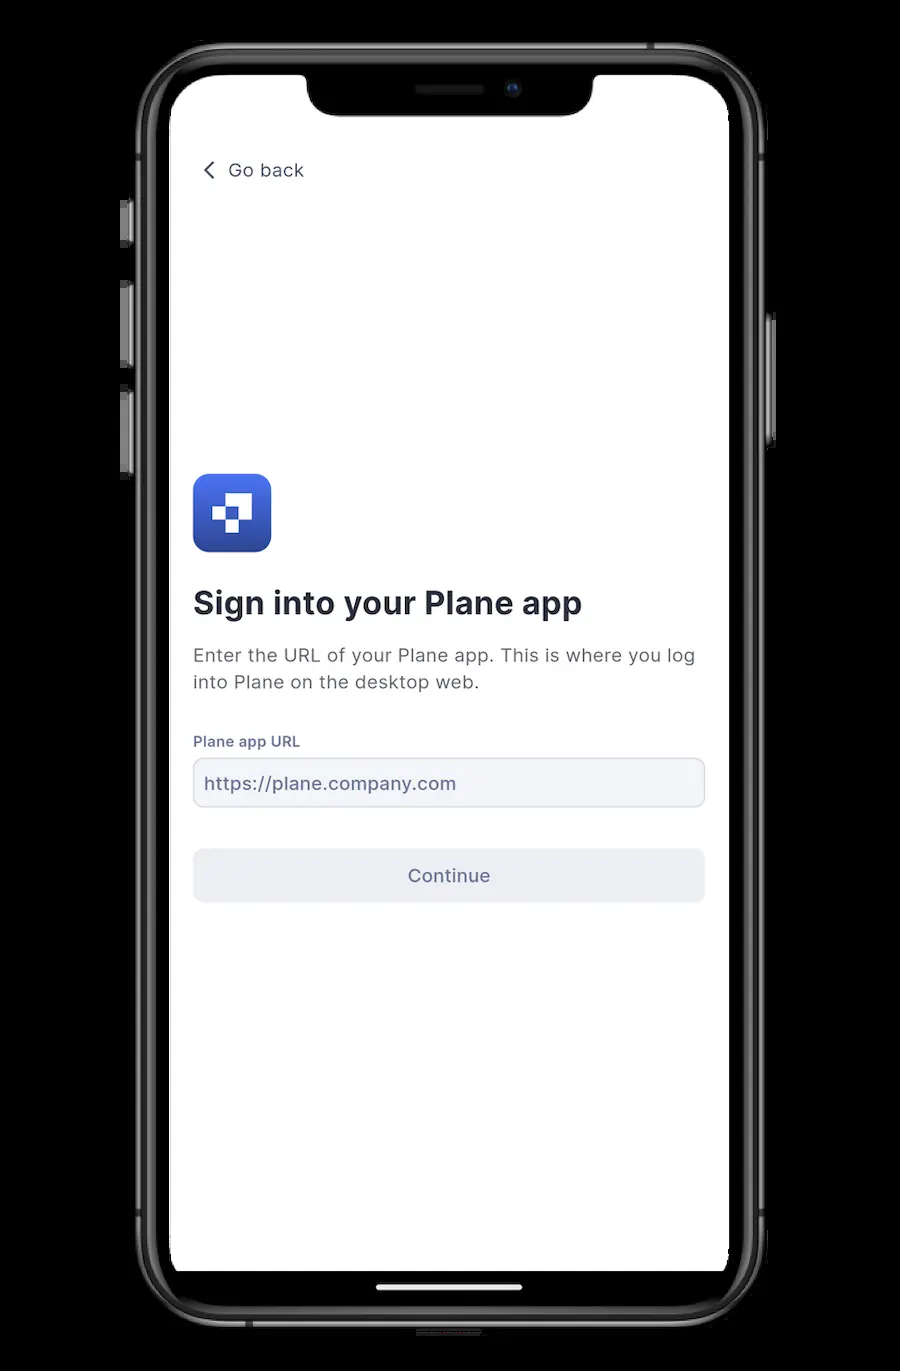 Go back
Sign into your Plane app
Enter the URL of your Plane app. This is where you log
into Plane on the desktop web.
Plane app URL
https://plane.company.com
Continue